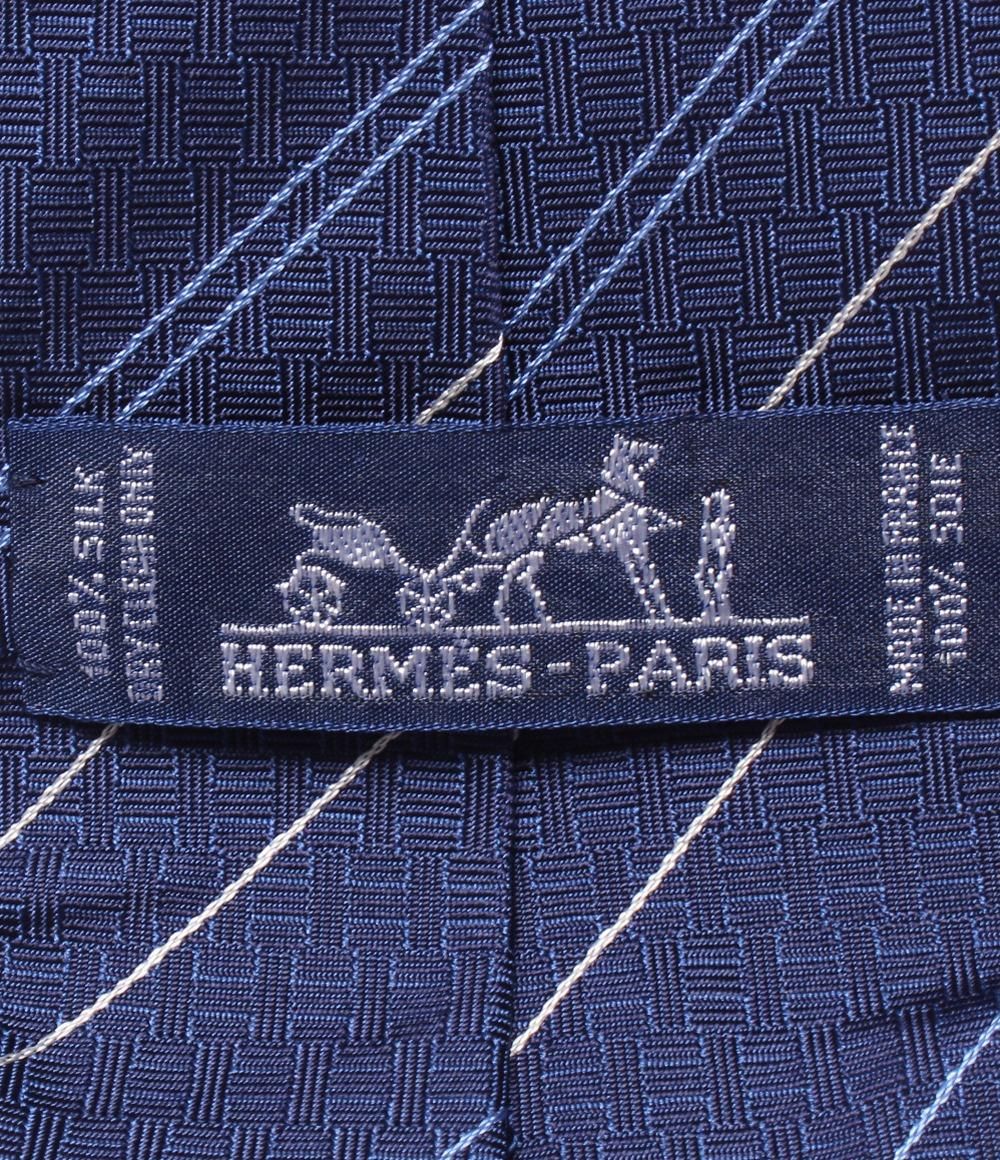 100% SILK
DRY CLEAN ONLY
HERMÈS-PARIS
MADE IN FRANCE
100% SOIE